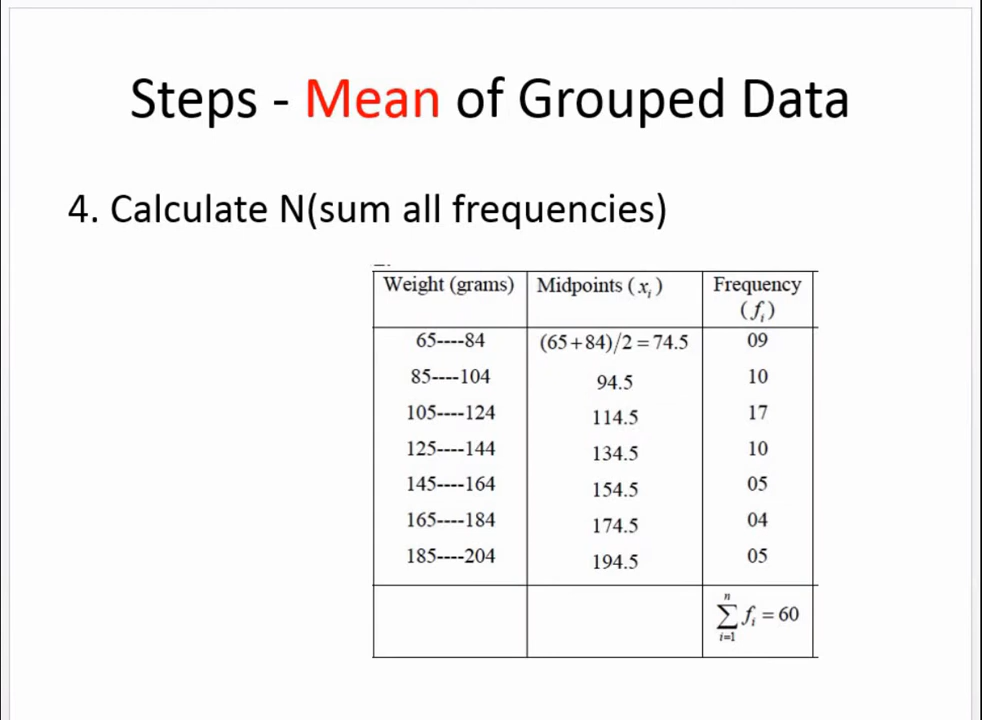 Steps - Mean of Grouped Data
4. Calculate N(sum all frequencies)
Weight (grams) Midpoints ( xᵢ ) Frequency
( fᵢ )
65----84 (65+84)/2 = 74.5 09
85----104 94.5 10
105----124 114.5 17
125----144 134.5 10
145----164 154.5 05
165----184 174.5 04
185----204 194.5 05
n
∑ fᵢ = 60
i=1